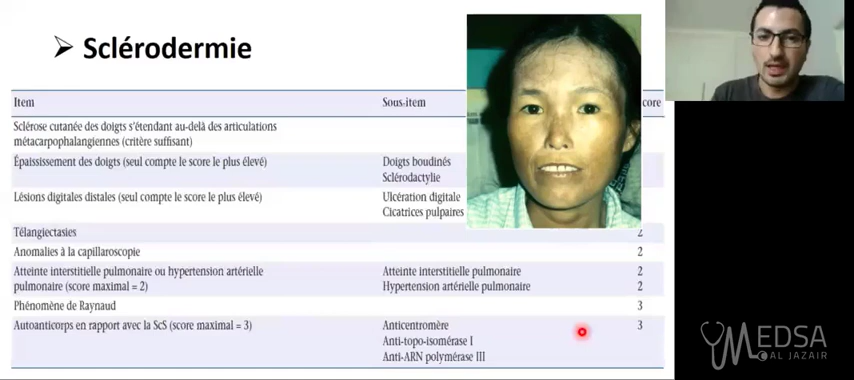 ➢ Sclérodermie
Item Sous-item core
Sclérose cutanée des doigts s'étendant au-delà des articulations
métacarpophalangiennes (critère suffisant)
Épaississement des doigts (seul compte le score le plus élevé) Doigts boudinés
Sclérodactylie
Lésions digitales distales (seul compte le score le plus élevé) Ulcération digitale
Cicatrices pulpaires
Télangiectasies 2
Anomalies à la capillaroscopie 2
Atteinte interstitielle pulmonaire ou hypertension artérielle Atteinte interstitielle pulmonaire 2
pulmonaire (score maximal = 2) Hypertension artérielle pulmonaire 2
Phénomène de Raynaud 3
Autoanticorps en rapport avec la ScS (score maximal = 3) Anticentromère 3
Anti-topo-isomérase I
Anti-ARN polymérase III
MEDSA
AL JAZAIR